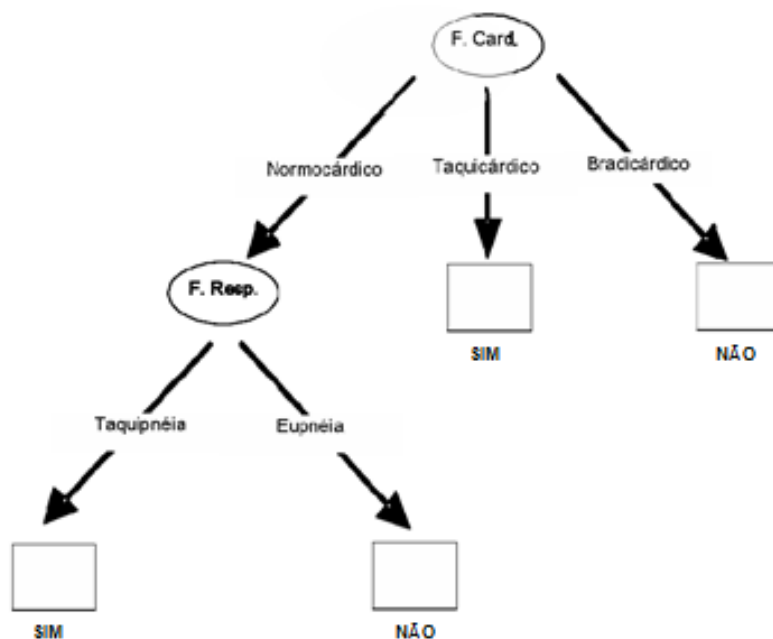 F. Card.
Normocárdico
Taquicárdico
Bradicárdico
F. Resp.
SIM
NÃO
Taquipnéia
Eupnéia
SIM
NÃO